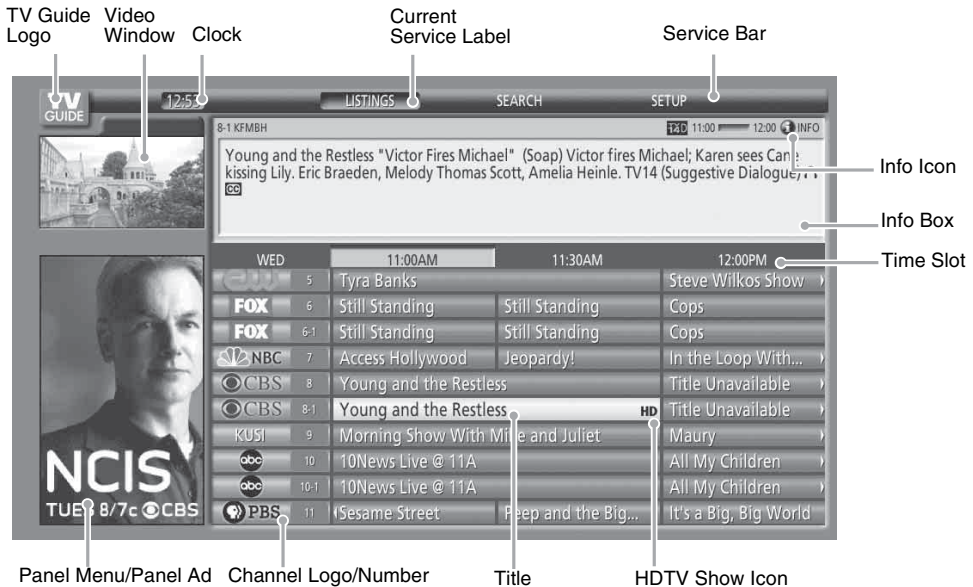 TV Guide Logo
Video Window
Clock
Current Service Label
Service Bar
TV GUIDE
12:53
LISTINGS
SEARCH
SETUP
8-1 KFMBH
11:00
12:00
INFO
Young and the Restless "Victor Fires Michael" (Soap) Victor fires Michael; Karen sees Cane
kissing Lily. Eric Braeden, Melody Thomas Scott, Amelia Heinle. TV14 (Suggestive Dialogue)
CC
Info Icon
Info Box
Time Slot
WED 11:00AM 11:30AM 12:00PM
CW 5 Tyra Banks Steve Wilkos Show
FOX 6 Still Standing Still Standing Cops
FOX 6-1 Still Standing Still Standing Cops
NBC 7 Access Hollywood Jeopardy! In the Loop With...
CBS 8 Young and the Restless Title Unavailable
CBS 8-1 Young and the Restless HD Title Unavailable
KUSI 9 Morning Show With Mike and Juliet Maury
abc 10 10News Live @ 11A All My Children
abc 10-1 10News Live @ 11A All My Children
PBS 11 Sesame Street Peep and the Big... It's a Big, Big World
NCIS
TUES 8/7c CBS
Panel Menu/Panel Ad
Channel Logo/Number
Title
HDTV Show Icon